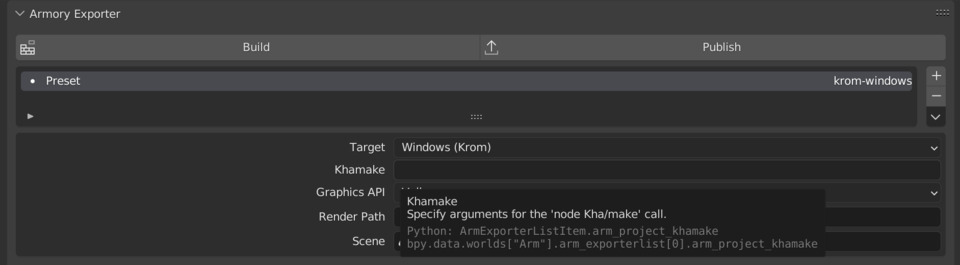 Armory Exporter
Build
Publish
Preset
krom-windows
Target
Windows (Krom)
Khamake
Graphics API
Khamake
Specify arguments for the 'node Kha/make' call.
Python: ArmExporterListItem.arm_project_khamake
bpy.data.worlds["Arm"].arm_exporterlist[0].arm_project_khamake
Render Path
Scene